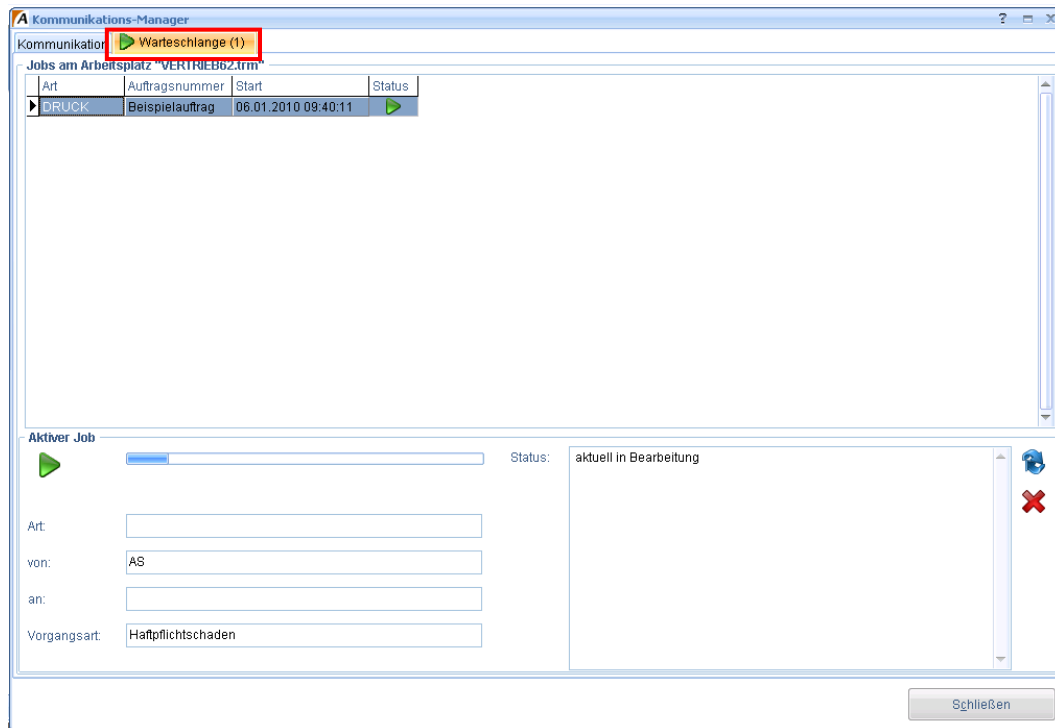 Kommunikations-Manager
Kommunikation Warteschlange (1)
Jobs am Arbeitsplatz "VERTRIEB62.trm"
Art Auftragsnummer Start Status
DRUCK Beispielauftrag 06.01.2010 09:40:11
Aktiver Job
Status: aktuell in Bearbeitung
Art:
von: AS
an:
Vorgangsart: Haftpflichtschaden
Schließen